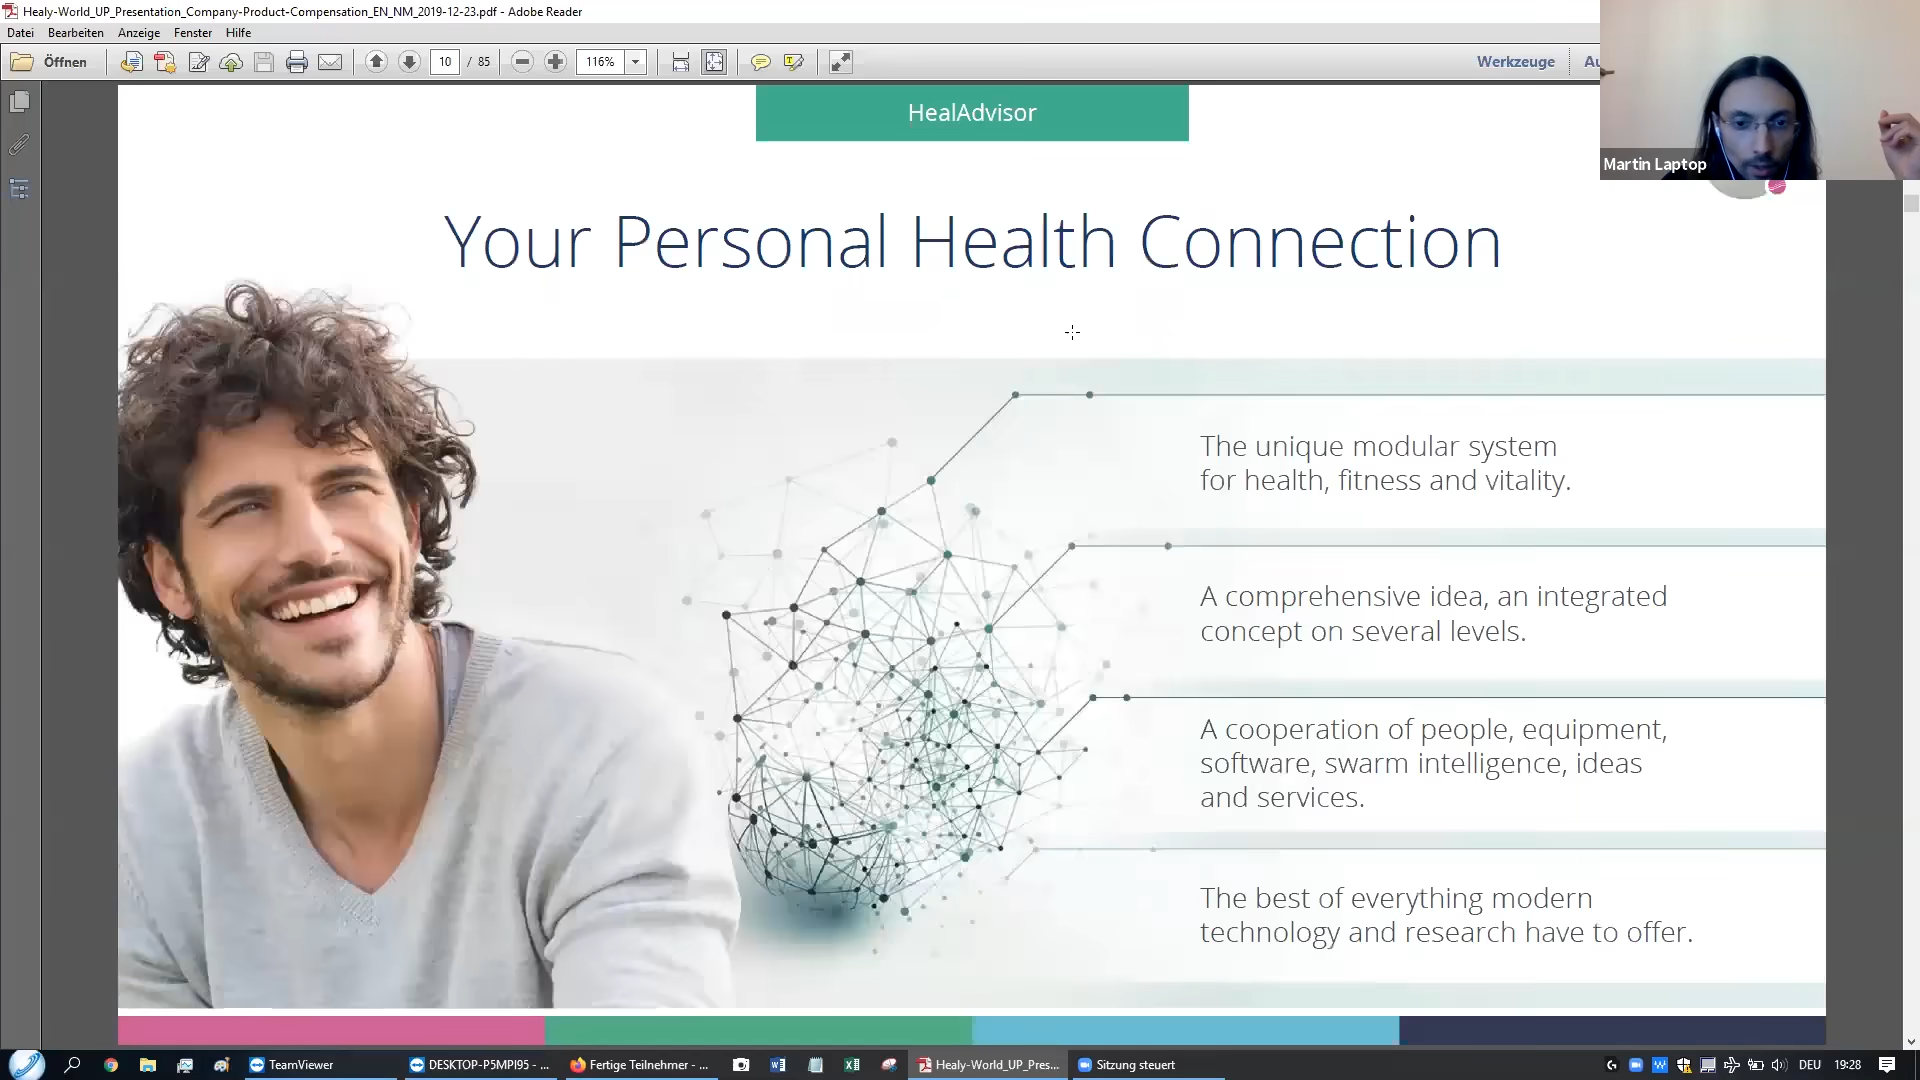 Healy-World_UP_Presentation_Company-Product-Compensation_EN_NM_2019-12-23.pdf - Adobe Reader
Datei Bearbeiten Anzeige Fenster Hilfe
Öffnen 10 / 85 116% Werkzeuge
Martin Laptop
HealAdvisor
Your Personal Health Connection
The unique modular system
for health, fitness and vitality.
A comprehensive idea, an integrated
concept on several levels.
A cooperation of people, equipment,
software, swarm intelligence, ideas
and services.
The best of everything modern
technology and research have to offer.
TeamViewer DESKTOP-P5MPI95 - ... Fertige Teilnehmer - ... Healy-World_UP_Pres... Sitzung steuert DEU 19:28